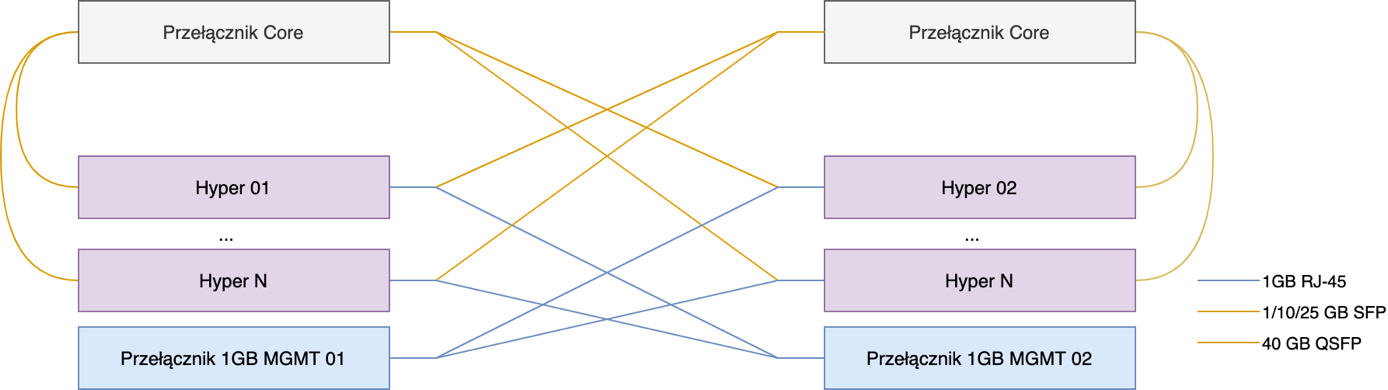 Przełącznik Core
Przełącznik Core
Hyper 01
Hyper 02
...
...
Hyper N
Hyper N
1GB RJ-45
1/10/25 GB SFP
40 GB QSFP
Przełącznik 1GB MGMT 01
Przełącznik 1GB MGMT 02